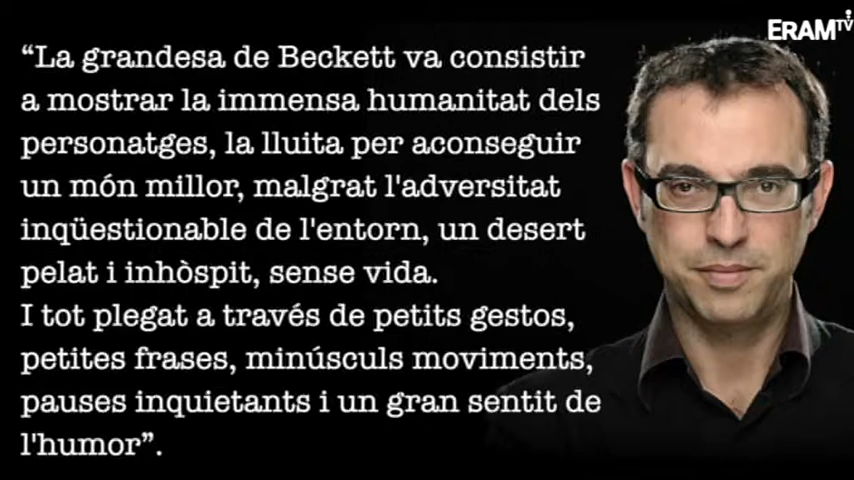 ERAMTV
“La grandesa de Beckett va consistir
a mostrar la immensa humanitat dels
personatges, la lluita per aconseguir
un món millor, malgrat l'adversitat
inqüestionable de l'entorn, un desert
pelat i inhòspit, sense vida.
I tot plegat a través de petits gestos,
petites frases, minúsculs moviments,
pauses inquietants i un gran sentit de
l'humor”.